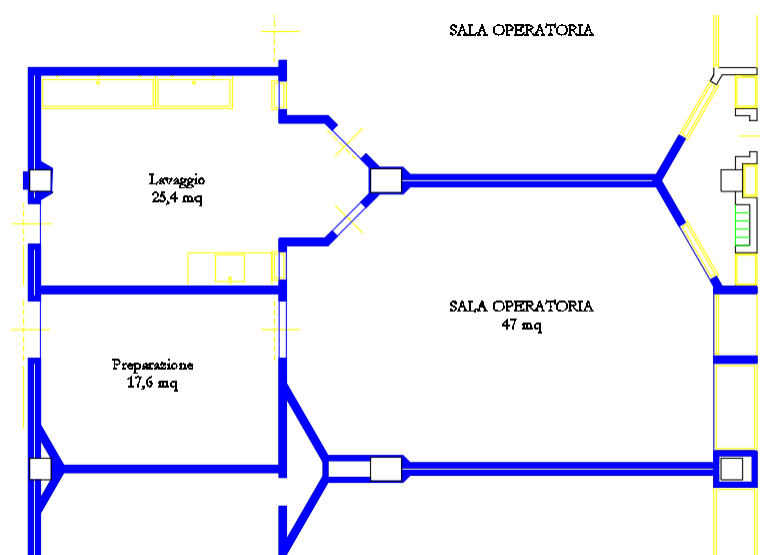 SALA OPERATORIA
Lavaggio
25,4 mq
SALA OPERATORIA
47 mq
Preparazione
17,6 mq